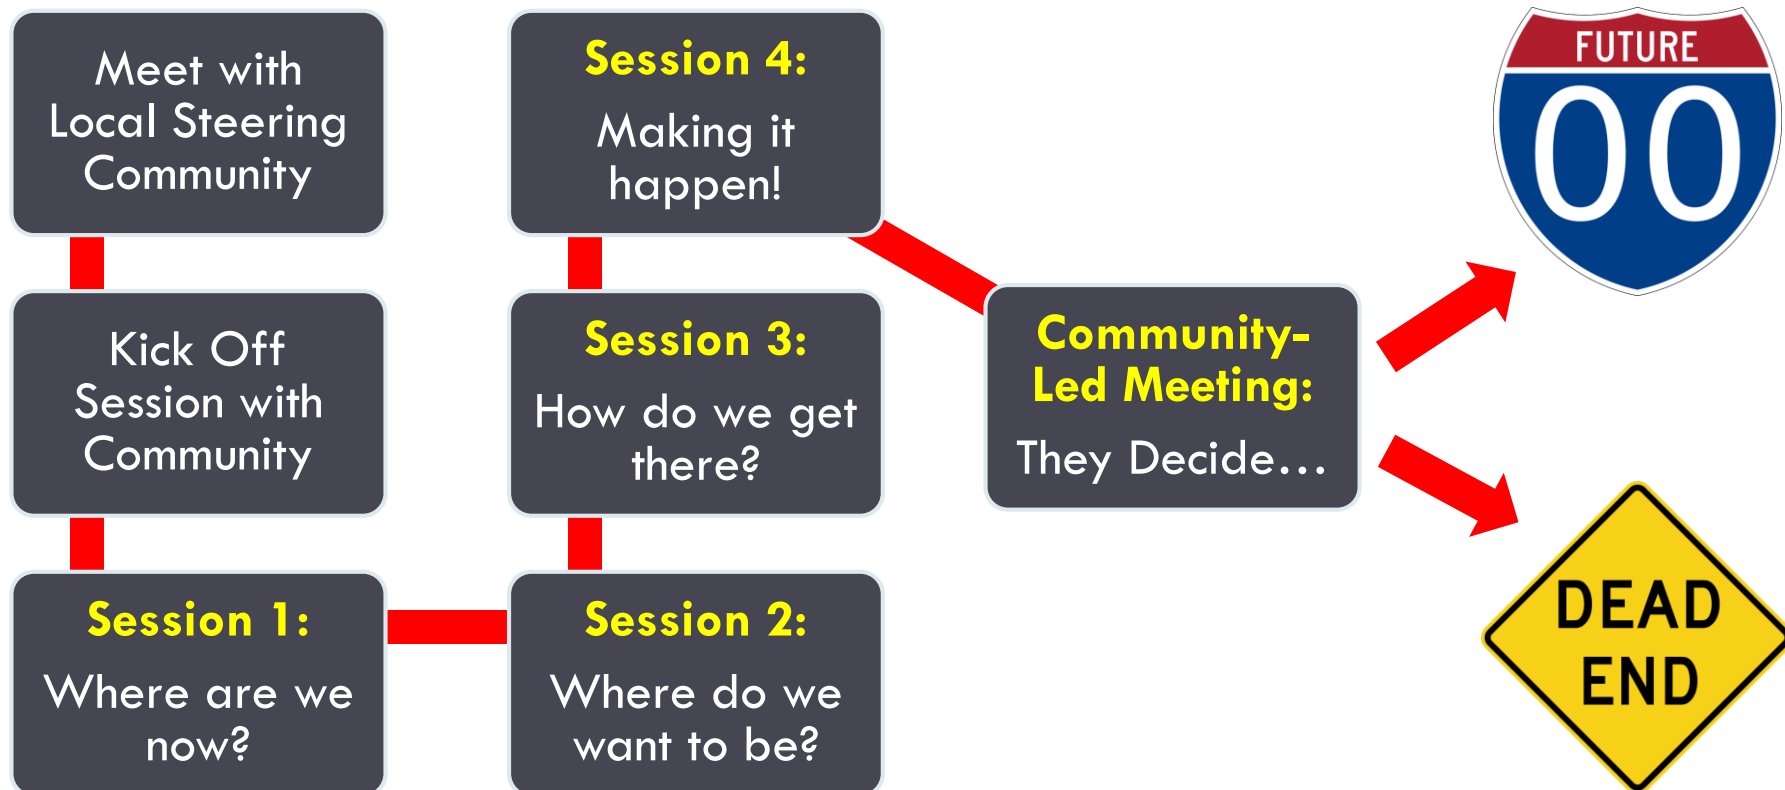 Meet with
Local Steering
Community
Kick Off
Session with
Community
Session 1:
Where are we
now?
Session 2:
Where do we
want to be?
Session 3:
How do we get
there?
Session 4:
Making it
happen!
Community-
Led Meeting:
They Decide...
FUTURE
00
DEAD
END